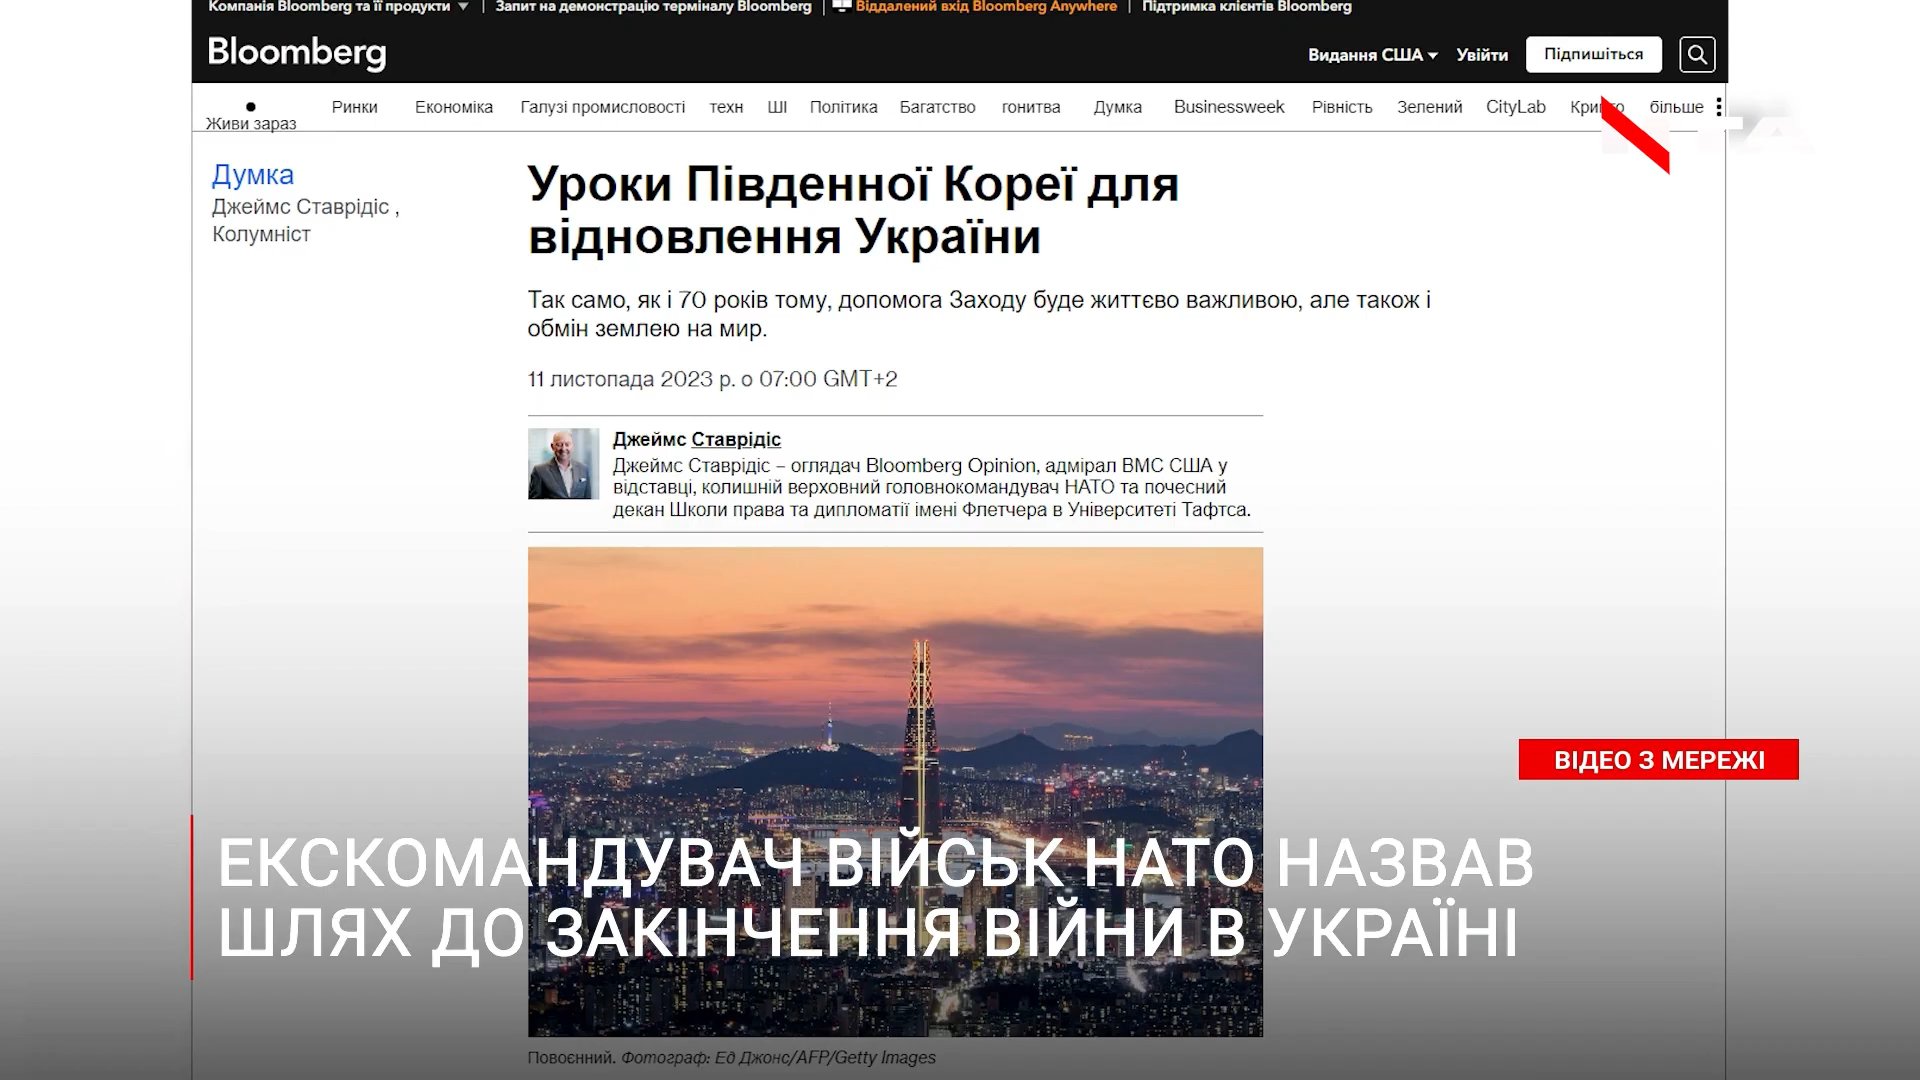 Компанія Bloomberg та її продукти
Запит на демонстрацію терміналу Bloomberg
Віддалений вхід Bloomberg Anywhere
Підтримка клієнтів Bloomberg
Bloomberg
Видання США
Увійти
Підпишіться
Живи зараз
Ринки
Економіка
Галузі промисловості
техн
ШІ
Політика
Багатство
гонитва
Думка
Businessweek
Рівність
Зелений
CityLab
більше
Думка
Джеймс Ставрідіс ,
Колумніст
Уроки Південної Кореї для
відновлення України
Так само, як і 70 років тому, допомога Заходу буде життєво важливою, але також і
обмін землею на мир.
11 листопада 2023 р. о 07:00 GMT+2
Джеймс Ставрідіс
Джеймс Ставрідіс – оглядач Bloomberg Opinion, адмірал ВМС США у
відставці, колишній верховний головнокомандувач НАТО та почесний
декан Школи права та дипломатії імені Флетчера в Університеті Тафтса.
ВІДЕО З МЕРЕЖІ
ЕКСКОМАНДУВАЧ ВІЙСЬК НАТО НАЗВАВ
ШЛЯХ ДО ЗАКІНЧЕННЯ ВІЙНИ В УКРАЇНІ
Повоєнний. Фотограф: Ед Джонс/AFP/Getty Images